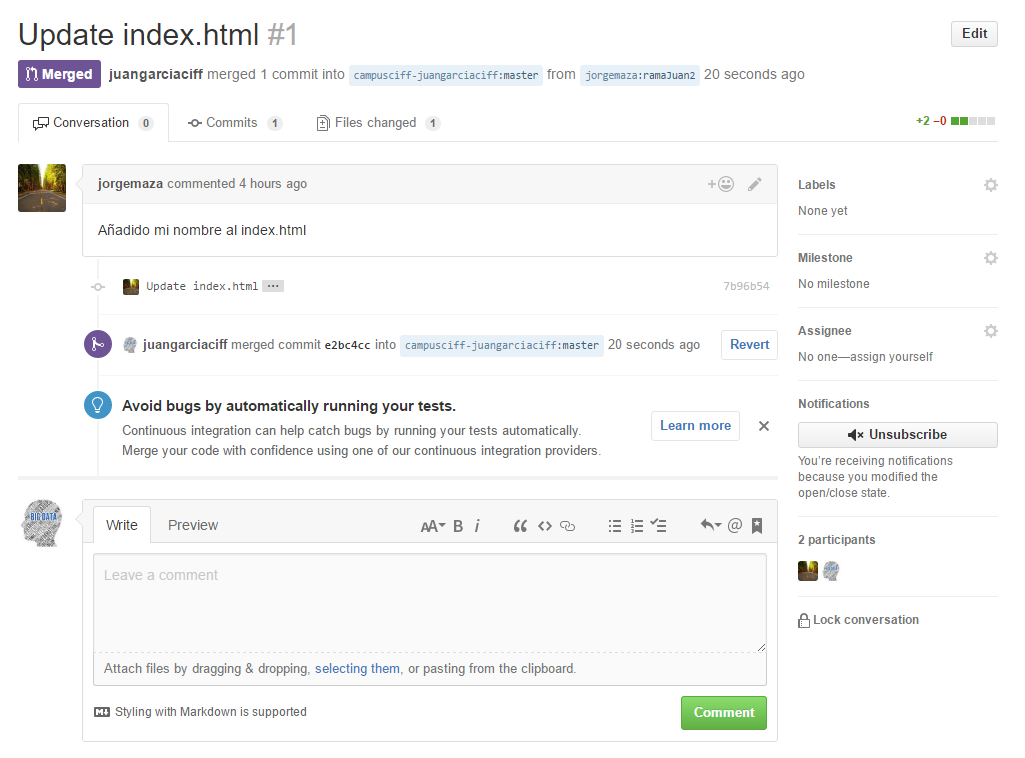 Update index.html #1
Edit
Merged juangarciaciff merged 1 commit into campusciff-juangarciaciff:master from jorgemaza:ramaJuan2 20 seconds ago
Conversation 0 Commits 1 Files changed 1 +2 −0
jorgemaza commented 4 hours ago
Añadido mi nombre al index.html
Update index.html ... 7b96b54
juangarciaciff merged commit e2bc4cc into campusciff-juangarciaciff:master 20 seconds ago Revert
Avoid bugs by automatically running your tests.
Continuous integration can help catch bugs by running your tests automatically.
Merge your code with confidence using one of our continuous integration providers.
Learn more
BIG DATA
Write Preview AA B i
Leave a comment
Attach files by dragging & dropping, selecting them, or pasting from the clipboard.
Styling with Markdown is supported
Comment
Labels
None yet
Milestone
No milestone
Assignee
No one—assign yourself
Notifications
Unsubscribe
You’re receiving notifications
because you modified the
open/close state.
2 participants
Lock conversation